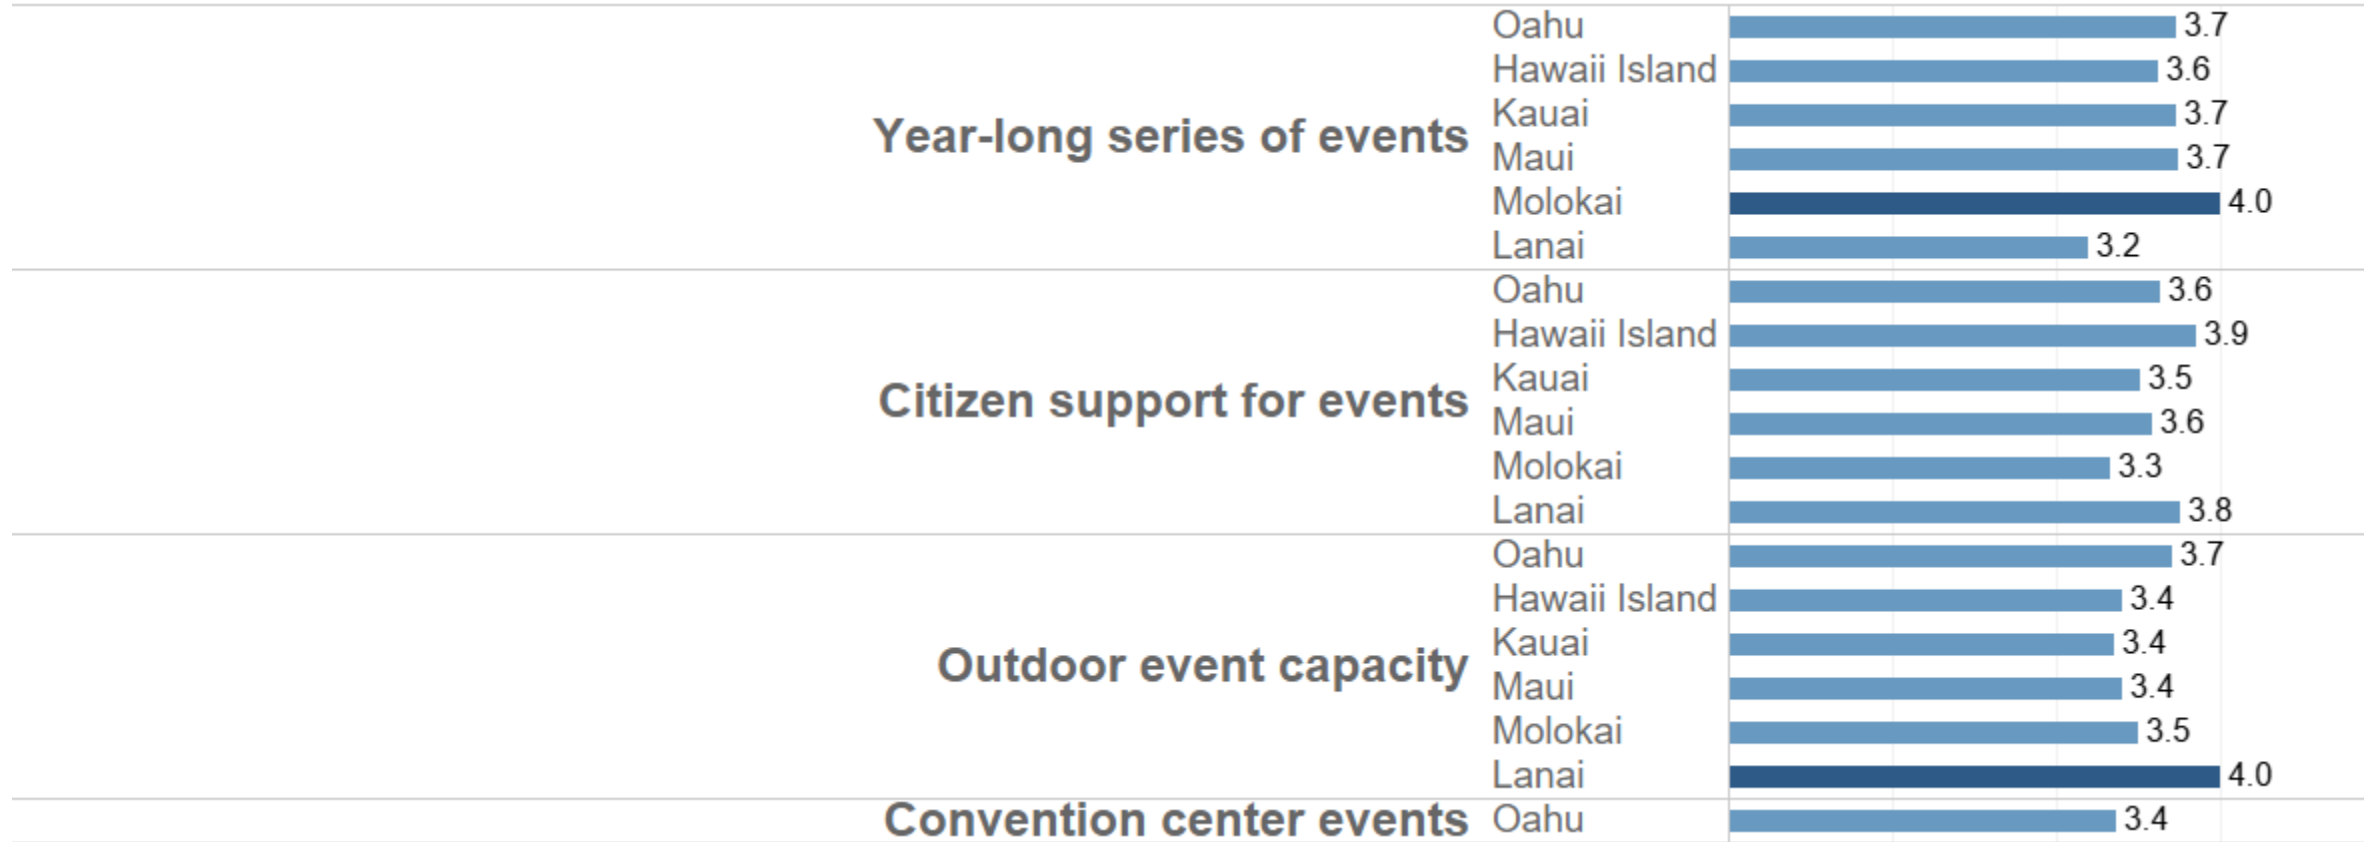 Year-long series of events
Oahu 3.7
Hawaii Island 3.6
Kauai 3.7
Maui 3.7
Molokai 4.0
Lanai 3.2
Citizen support for events
Oahu 3.6
Hawaii Island 3.9
Kauai 3.5
Maui 3.6
Molokai 3.3
Lanai 3.8
Outdoor event capacity
Oahu 3.7
Hawaii Island 3.4
Kauai 3.4
Maui 3.4
Molokai 3.5
Lanai 4.0
Convention center events
Oahu 3.4